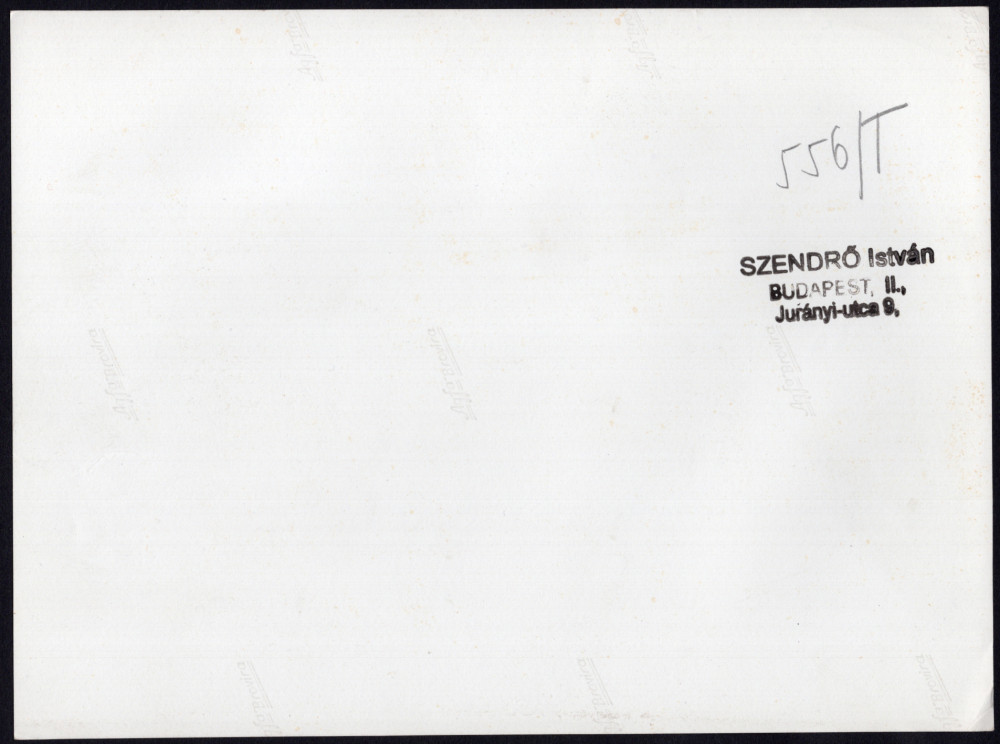 556/T
SZENDRŐ István
BUDAPEST, II.,
Jurányi-utca 9,